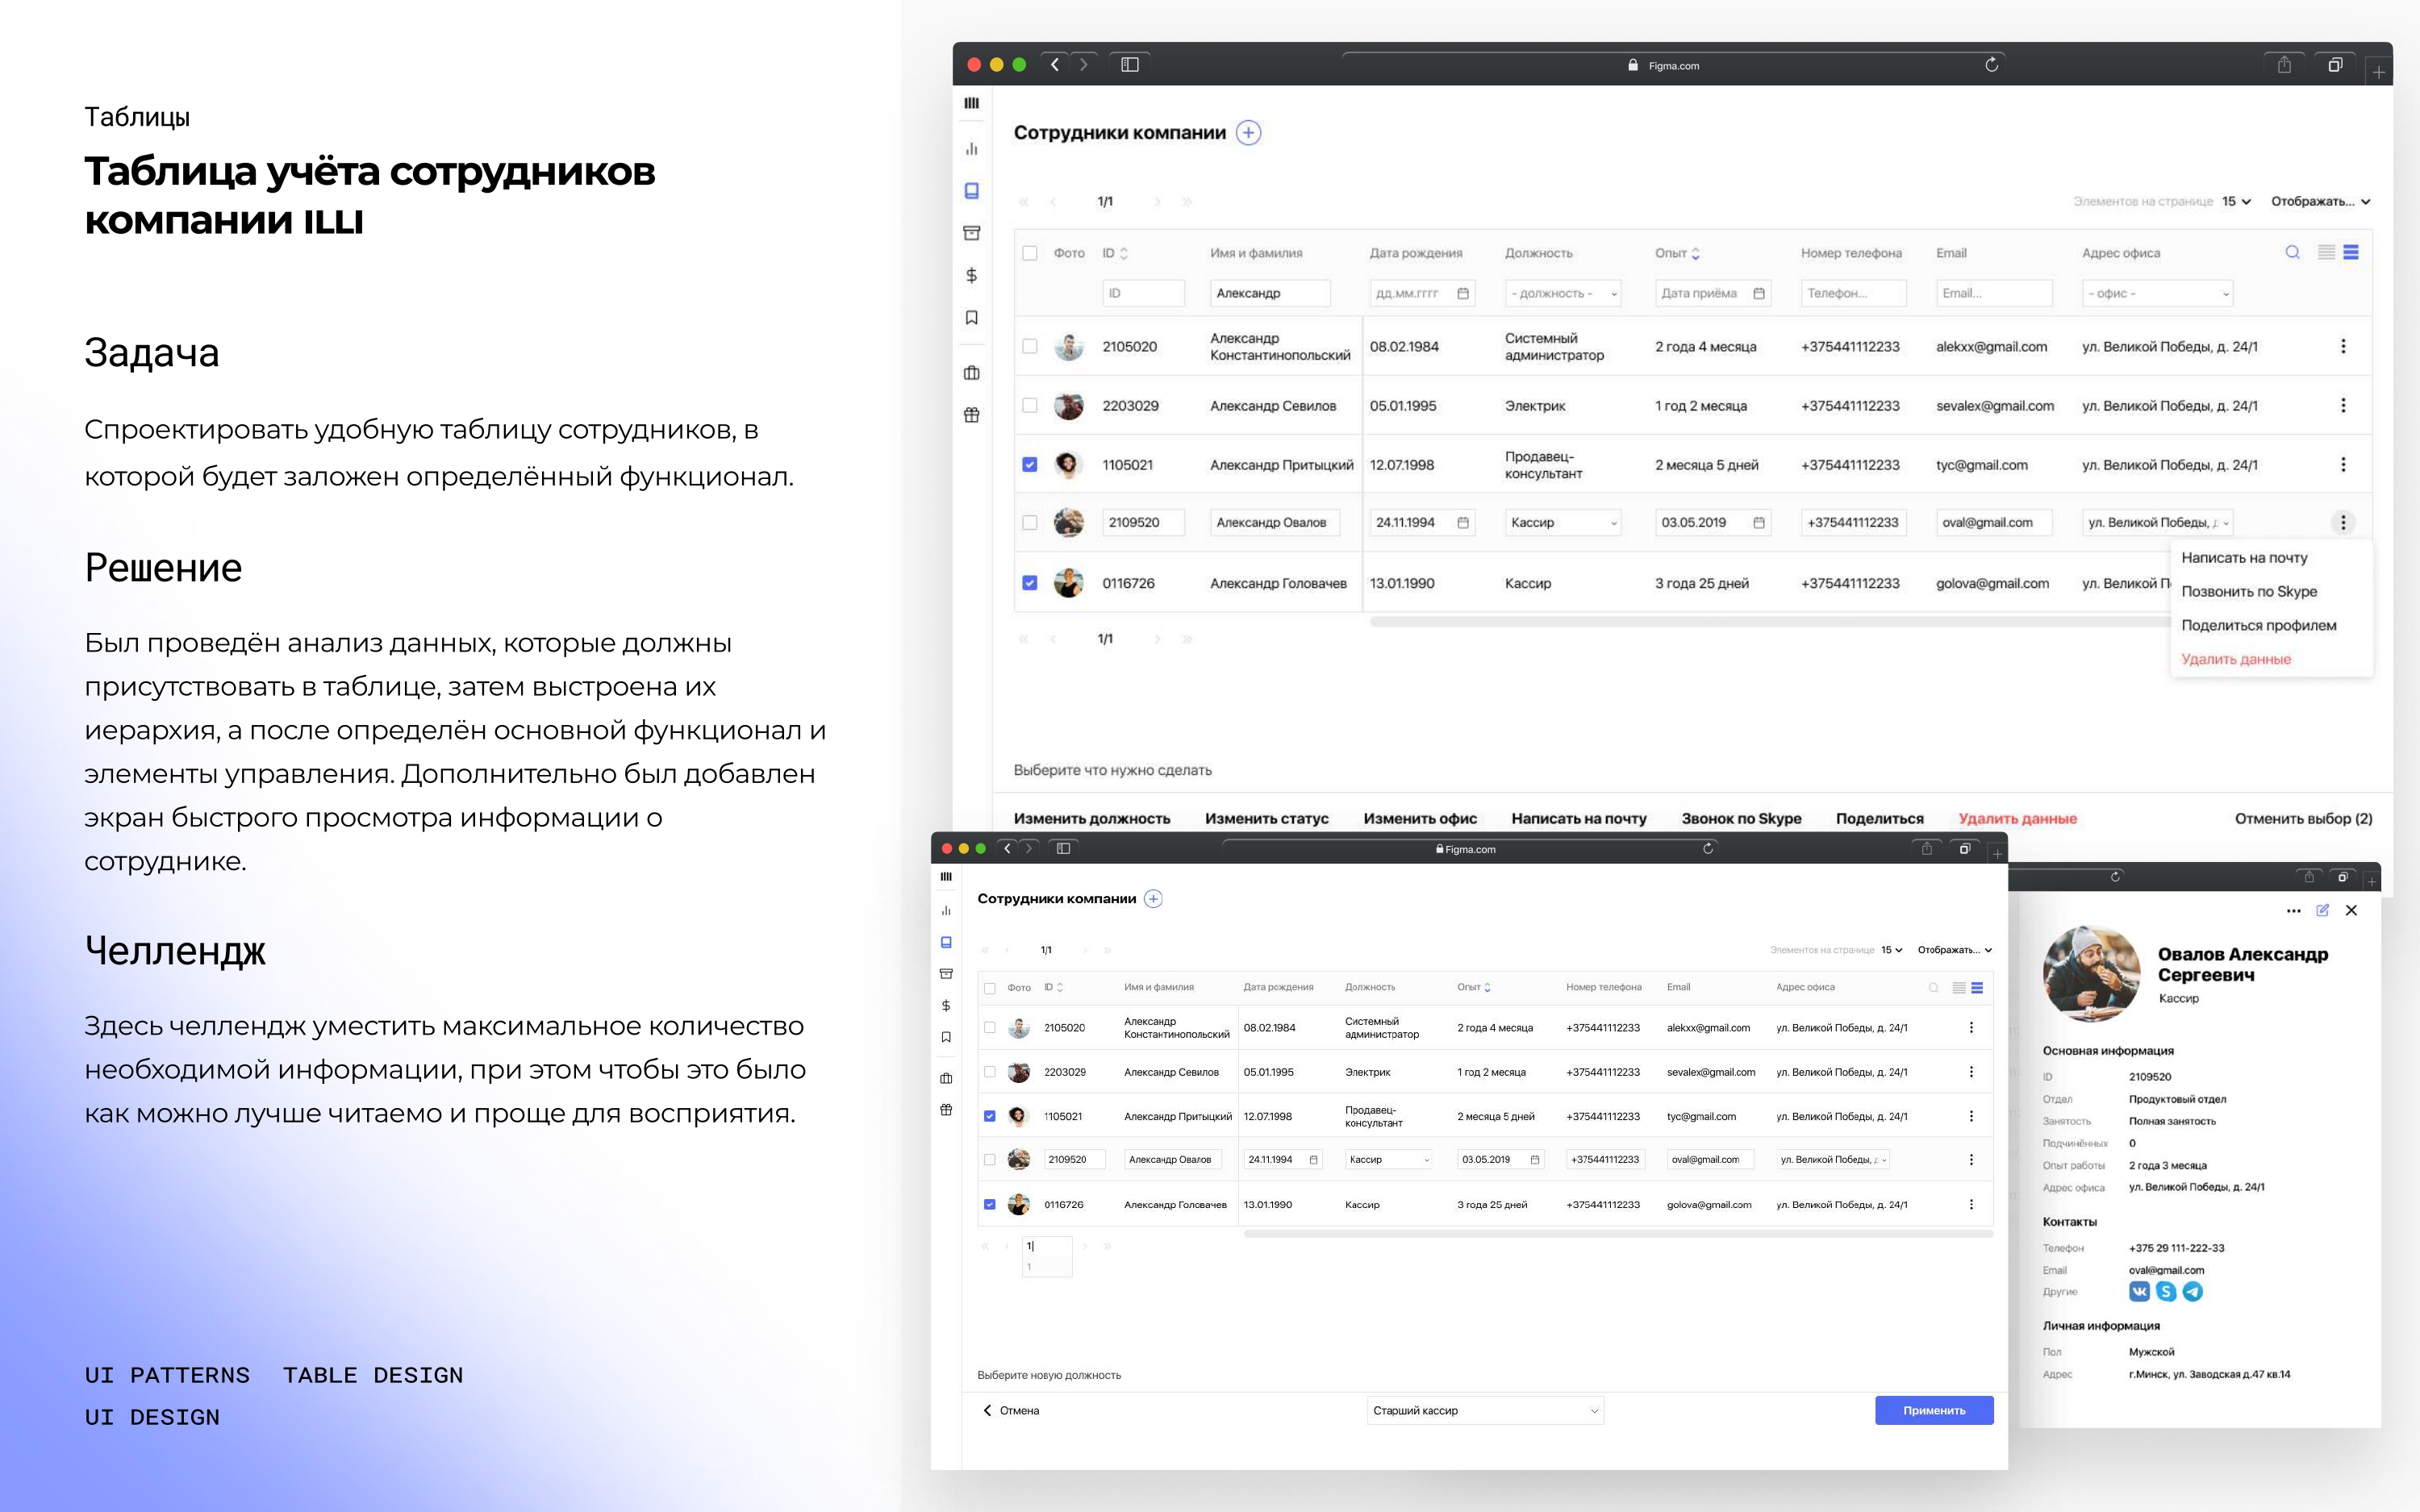 Таблицы
Таблица учёта сотрудников
компании ILLI
Задача
Спроектировать удобную таблицу сотрудников, в
которой будет заложен определённый функционал.
Решение
Был проведён анализ данных, которые должны
присутствовать в таблице, затем выстроена их
иерархия, а после определён основной функционал и
элементы управления. Дополнительно был добавлен
экран быстрого просмотра информации о
сотруднике.
Челлендж
Здесь челлендж уместить максимальное количество
необходимой информации, при этом чтобы это было
как можно лучше читаемо и проще для восприятия.
UI PATTERNS TABLE DESIGN
UI DESIGN
Figma.com
Сотрудники компании
1/1 Элементов на странице 15 Отображать...
Фото ID Имя и фамилия Дата рождения Должность Опыт Номер телефона Email Адрес офиса
ID Александр дд.мм.гггг - должность - Дата приёма Телефон... Email... - офис -
2105020 Александр Константинопольский 08.02.1984 Системный администратор 2 года 4 месяца +375441112233 alekxx@gmail.com ул. Великой Победы, д. 24/1
2203029 Александр Севилов 05.01.1995 Электрик 1 год 2 месяца +375441112233 sevalex@gmail.com ул. Великой Победы, д. 24/1
1105021 Александр Притыцкий 12.07.1998 Продавец-консультант 2 месяца 5 дней +375441112233 tyc@gmail.com ул. Великой Победы, д. 24/1
2109520 Александр Овалов 24.11.1994 Кассир 03.05.2019 +375441112233 oval@gmail.com ул. Великой Победы,
0116726 Александр Головачев 13.01.1990 Кассир 3 года 25 дней +375441112233 golova@gmail.com ул. Великой П
Написать на почту
Позвонить по Skype
Поделиться профилем
Удалить данные
1/1
Выберите что нужно сделать
Изменить должность Изменить статус Изменить офис Написать на почту Звонок по Skype Поделиться Удалить данные Отменить выбор (2)
Figma.com
Сотрудники компании
1/1 Элементов на странице 15 Отображать...
Фото ID Имя и фамилия Дата рождения Должность Опыт Номер телефона Email Адрес офиса
2105020 Александр Константинопольский 08.02.1984 Системный администратор 2 года 4 месяца +375441112233 alekxx@gmail.com ул. Великой Победы, д. 24/1
2203029 Александр Севилов 05.01.1995 Электрик 1 год 2 месяца +375441112233 sevalex@gmail.com ул. Великой Победы, д. 24/1
1105021 Александр Притыцкий 12.07.1998 Продавец-консультант 2 месяца 5 дней +375441112233 tyc@gmail.com ул. Великой Победы, д. 24/1
2109520 Александр Овалов 24.11.1994 Кассир 03.05.2019 +375441112233 oval@gmail.com ул. Великой Победы,
0116726 Александр Головачев 13.01.1990 Кассир 3 года 25 дней +375441112233 golova@gmail.com ул. Великой Победы, д. 24/1
1
1
Выберите новую должность
Отмена Старший кассир Применить
Овалов Александр
Сергеевич
Кассир
Основная информация
ID 2109520
Отдел Продуктовый отдел
Занятость Полная занятость
Подчинённых 0
Опыт работы 2 года 3 месяца
Адрес офиса ул. Великой Победы, д. 24/1
Контакты
Телефон +375 29 111-222-33
Email oval@gmail.com
Другие
Личная информация
Пол Мужской
Адрес г.Минск, ул. Заводская д.47 кв.14